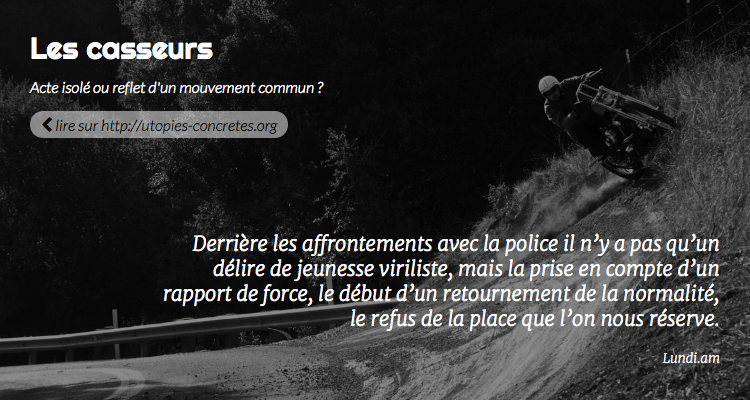 Les casseurs
Acte isolé ou reflet d'un mouvement commun ?
lire sur http://utopies-concretes.org
Derrière les affrontements avec la police il n’y a pas qu’un
délire de jeunesse viriliste, mais la prise en compte d’un
rapport de force, le début d’un retournement de la normalité,
le refus de la place que l’on nous réserve.
Lundi.am